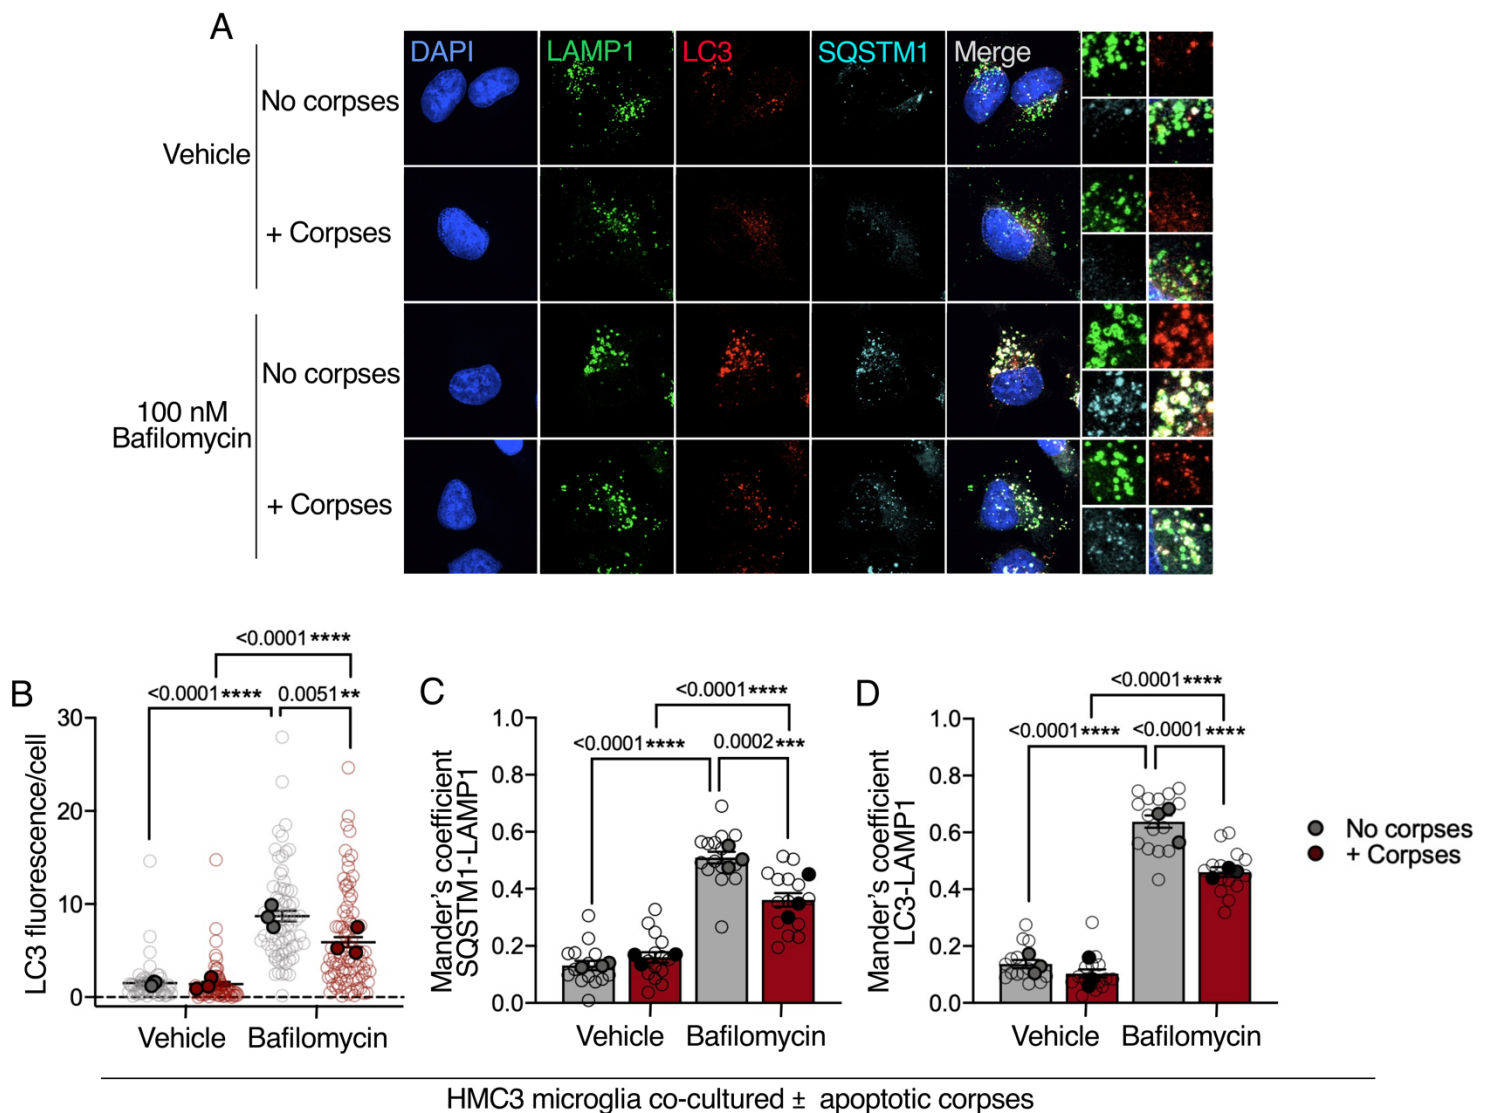 A
DAPI LAMP1 LC3 SQSTM1 Merge
No corpses
Vehicle
+ Corpses
No corpses
100 nM
Bafilomycin
+ Corpses
B
<0.0001 ****
<0.0001 **** 0.0051 **
30
20
10
0
LC3 fluorescence/cell
Vehicle Bafilomycin
C
<0.0001 ****
<0.0001 **** 0.0002 ***
1.0
0.8
0.6
0.4
0.2
0.0
Mander's coefficient
SQSTM1-LAMP1
Vehicle Bafilomycin
D
<0.0001 ****
<0.0001 **** <0.0001 ****
1.0
0.8
0.6
0.4
0.2
0.0
Mander's coefficient
LC3-LAMP1
Vehicle Bafilomycin
No corpses
+ Corpses
HMC3 microglia co-cultured ± apoptotic corpses